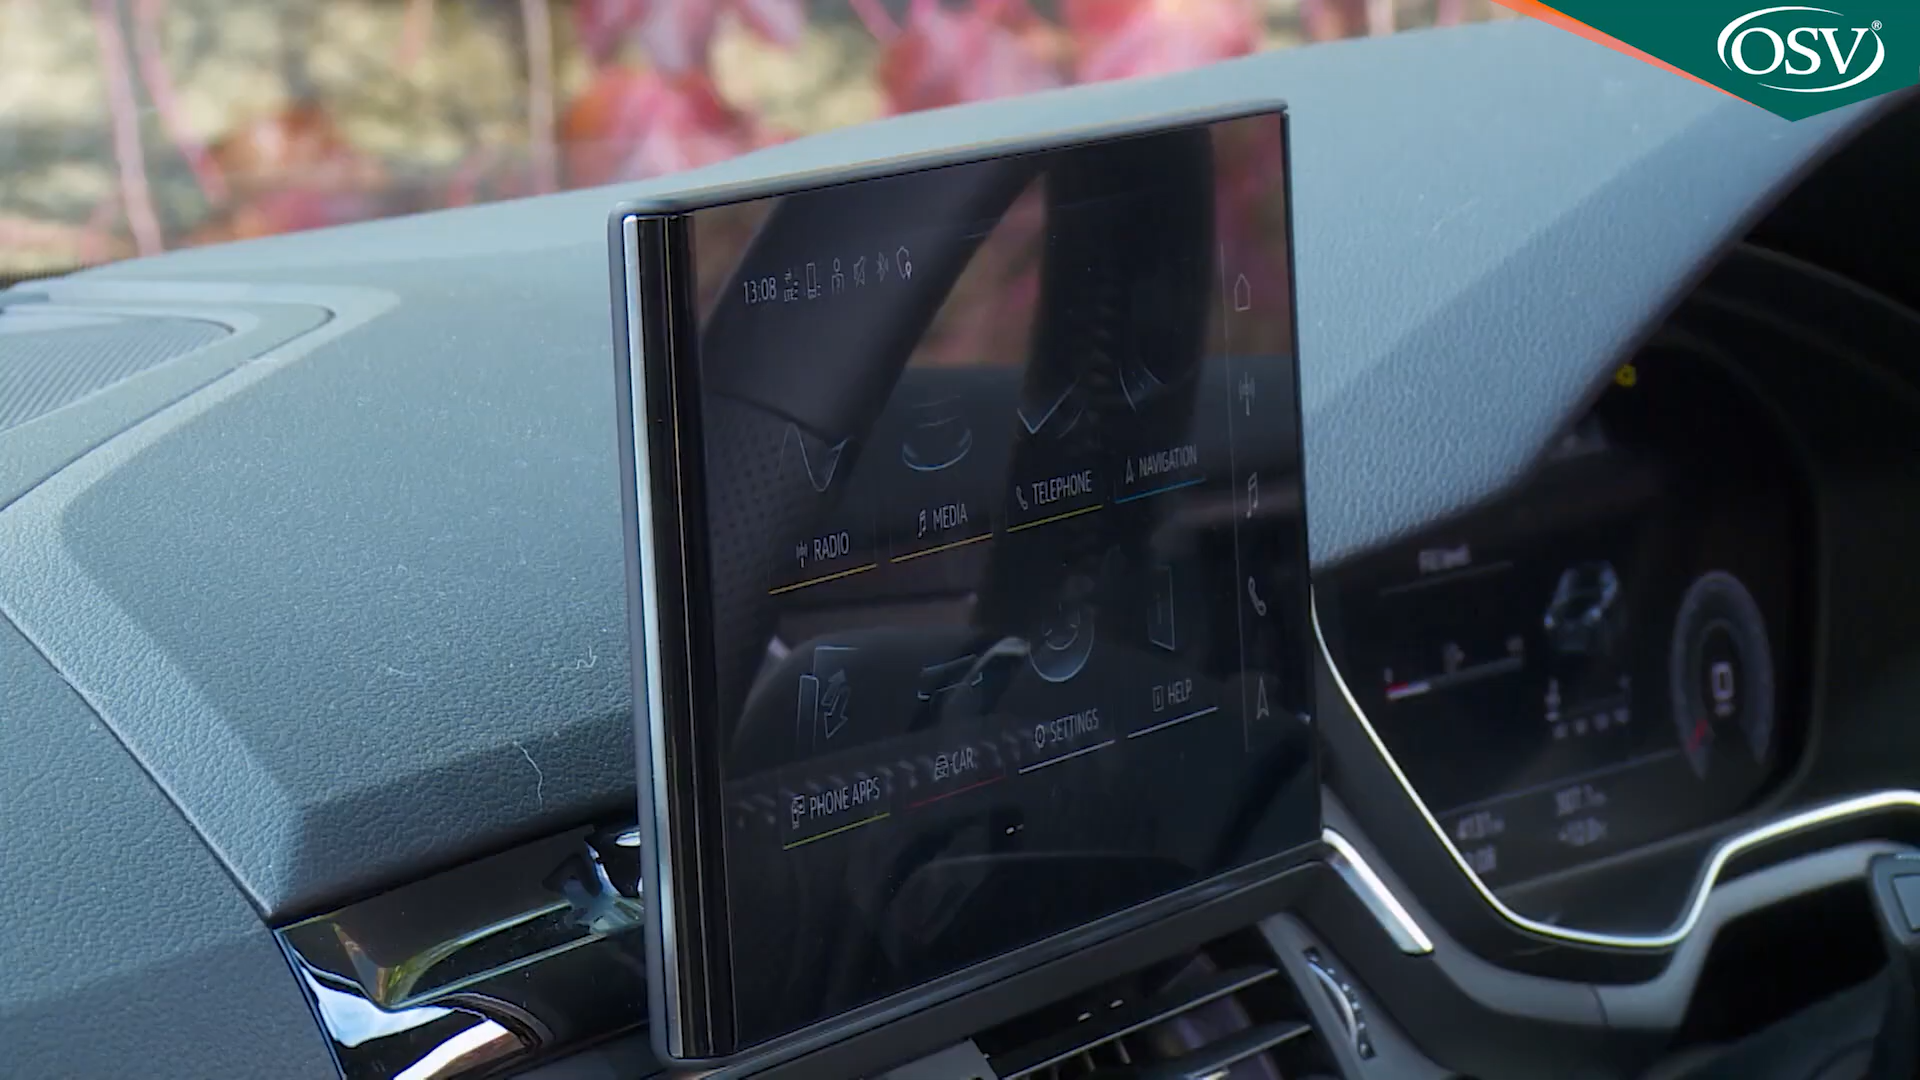 OSV®
13:08
RADIO
MEDIA
TELEPHONE
NAVIGATION
PHONE APPS
CAR
SETTINGS
HELP